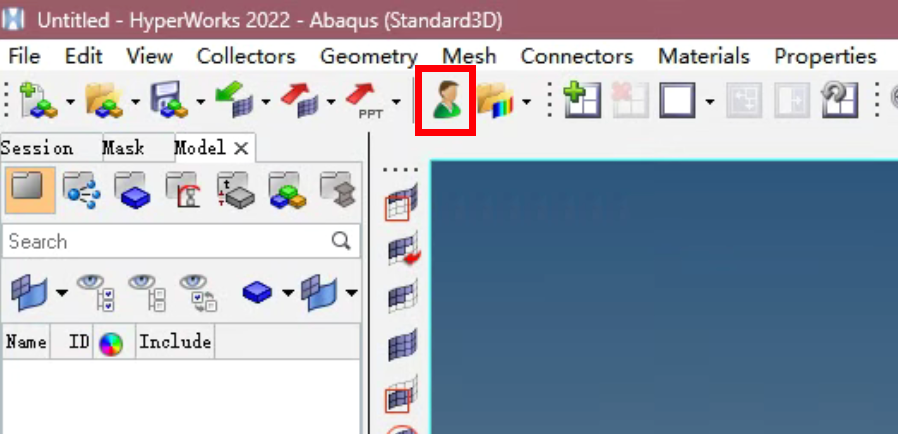 Untitled - HyperWorks 2022 - Abaqus (Standard3D)
File Edit View Collectors Geometry Mesh Connectors Materials Properties
PPT
Session Mask Model
t
Search
Name ID Include